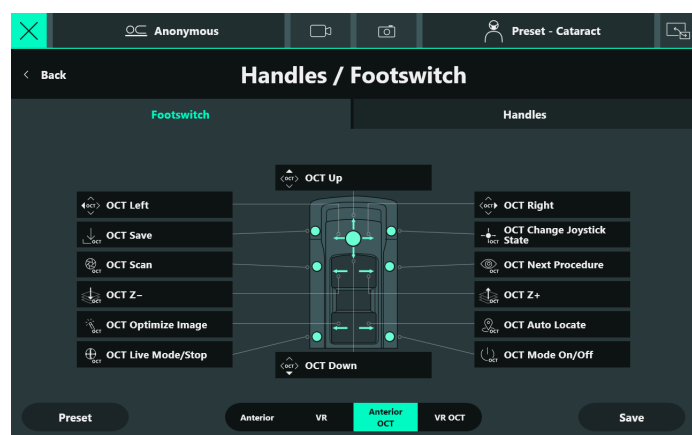 Anonymous
Preset - Cataract
Back
Handles / Footswitch
Footswitch
Handles
OCT Up
OCT Left
OCT Right
OCT Save
OCT Change Joystick
State
OCT Scan
OCT Next Procedure
OCT Z–
OCT Z+
OCT Optimize Image
OCT Auto Locate
OCT Live Mode/Stop
OCT Mode On/Off
OCT Down
Preset
Anterior
VR
Anterior
OCT
VR OCT
Save